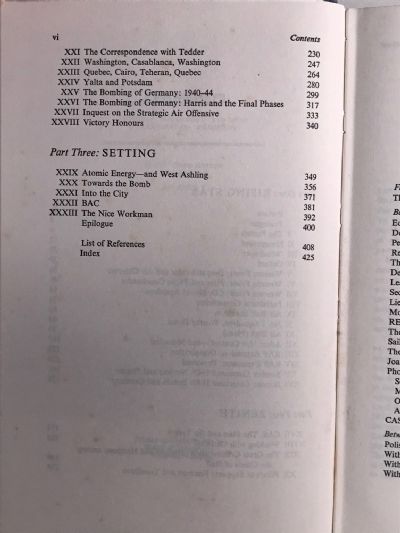 vi Contents
XXI The Correspondence with Tedder 230
XXII Washington, Casablanca, Washington 247
XXIII Quebec, Cairo, Teheran, Quebec 264
XXIV Yalta and Potsdam 280
XXV The Bombing of Germany: 1940-44 299
XXVI The Bombing of Germany: Harris and the Final Phases 317
XXVII Inquest on the Strategic Air Offensive 333
XXVIII Victory Honours 340
Part Three: SETTING
XXIX Atomic Energy—and West Ashling 349
XXX Towards the Bomb 356
XXXI Into the City 371
XXXII BAC 381
XXXIII The Nice Workman 392
Epilogue 400
List of References 408
Index 425